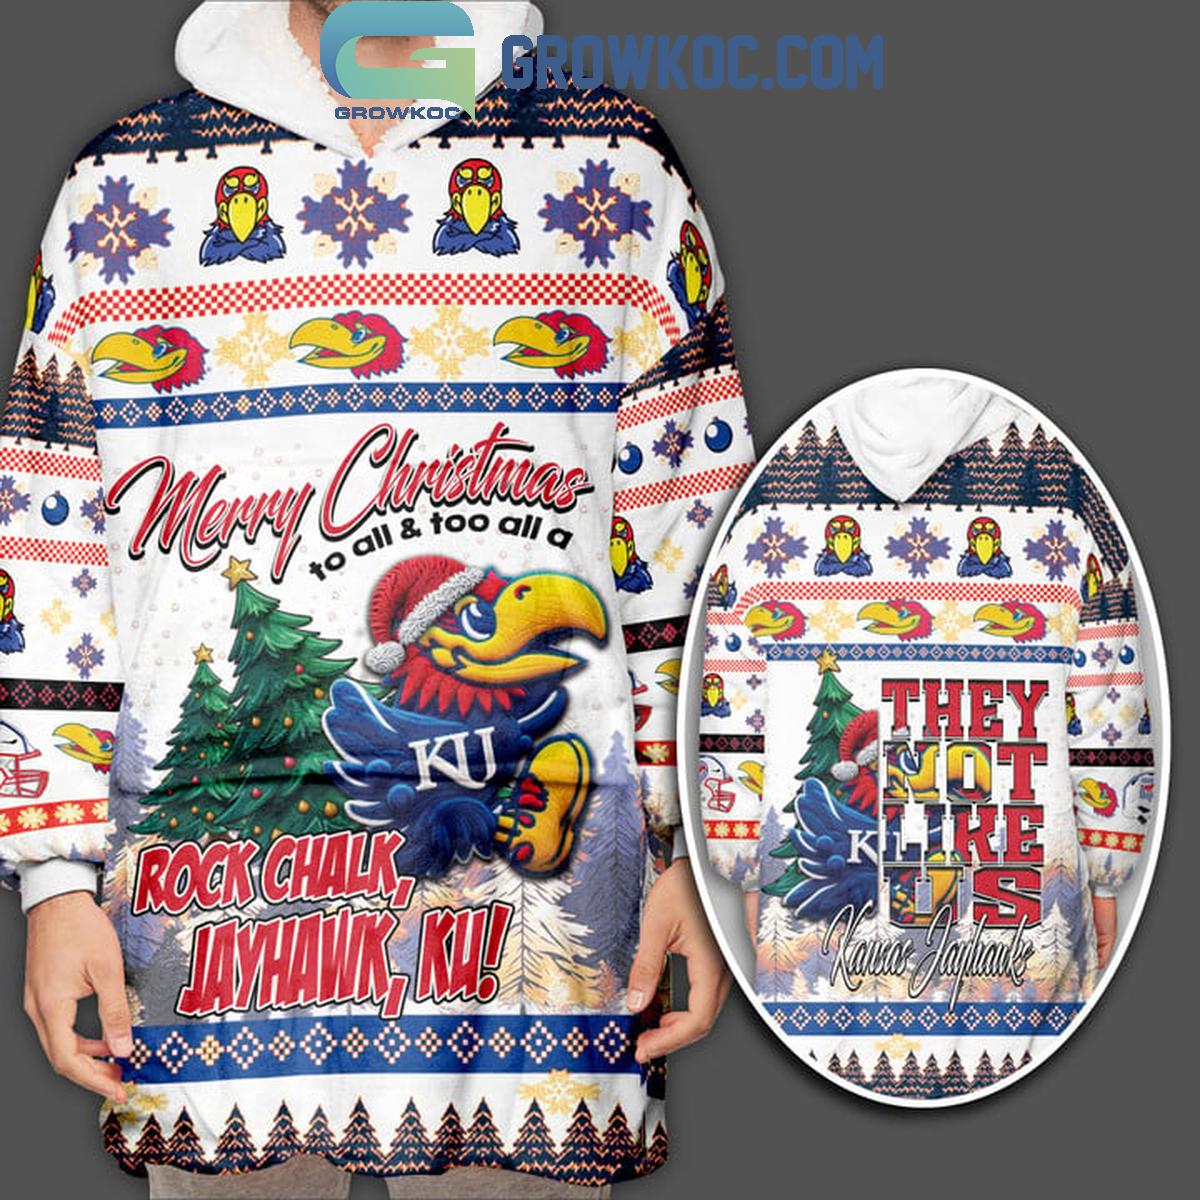 GROWKOC.COM
GROWKOC
Merry Christmas
to all & too all a
KU
ROCK CHALK,
JAYHAWK, KU!
THEY
NOT
LIKE
US
KU
Kansas Jayhawks